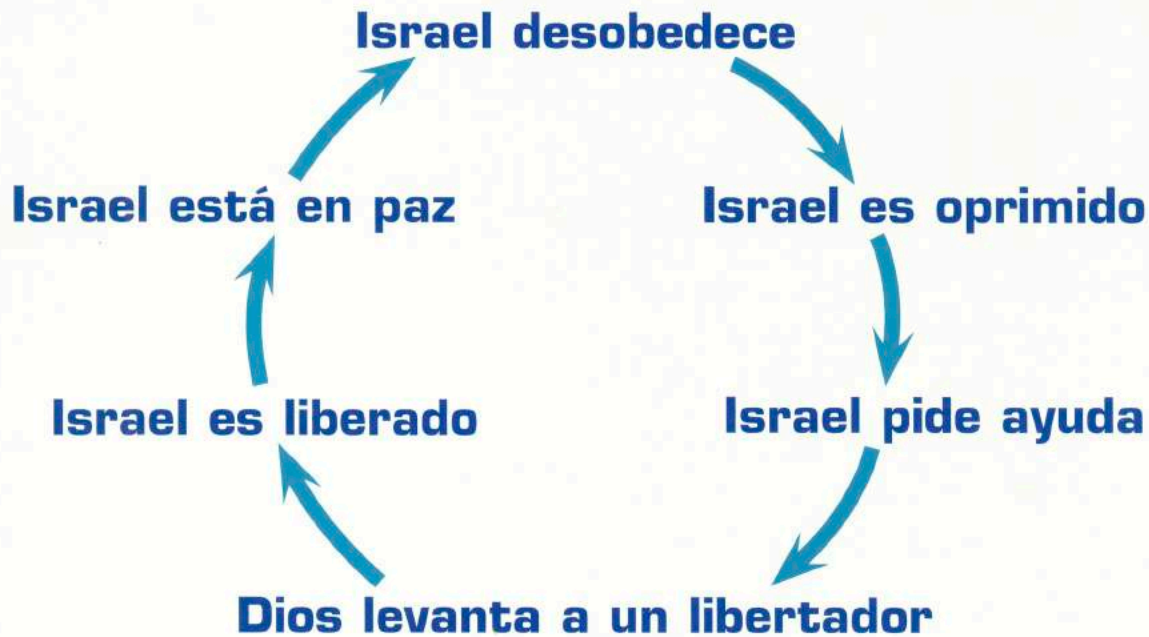 Israel desobedece
Israel es oprimido
Israel pide ayuda
Dios levanta a un libertador
Israel es liberado
Israel está en paz